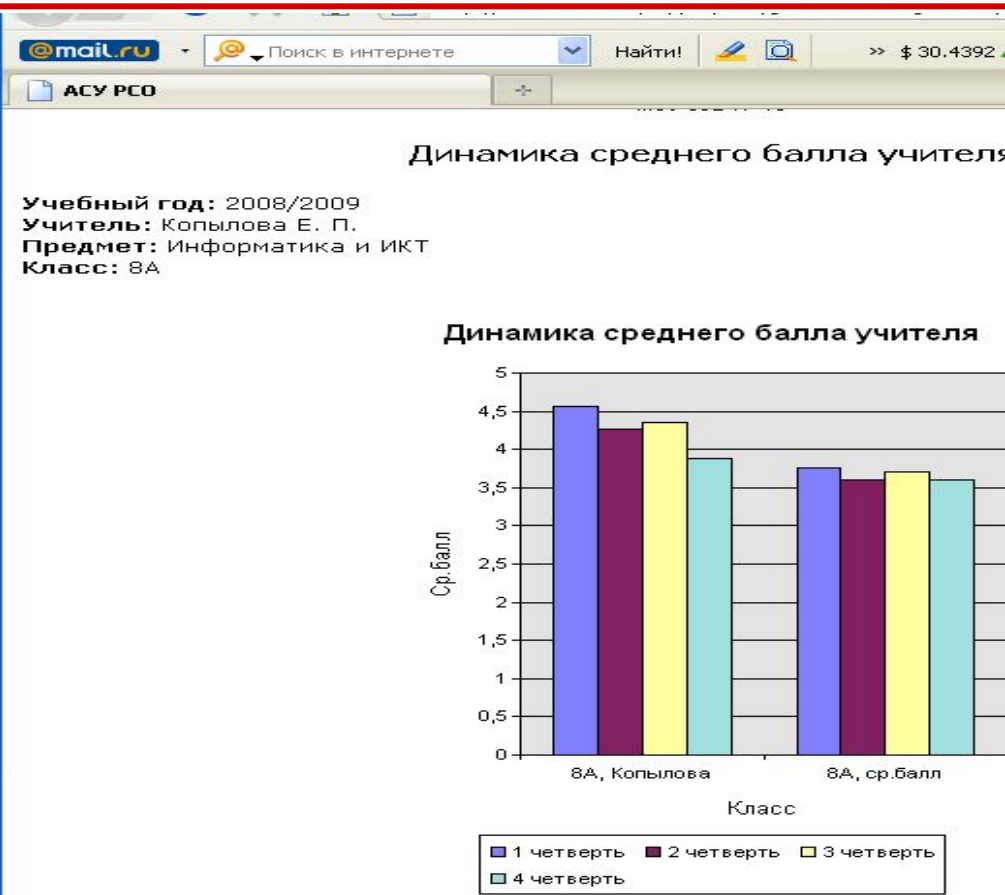 @mail.ru Поиск в интернете Найти! >> $ 30.4392
АСУ РСО
Динамика среднего балла учителя
Учебный год: 2008/2009
Учитель: Копылова Е. П.
Предмет: Информатика и ИКТ
Класс: 8А
Динамика среднего балла учителя
5
4,5
4
3,5
3
2,5
2
1,5
1
0,5
0
Ср.балл
8А, Копылова 8А, ср.балл
Класс
1 четверть 2 четверть 3 четверть
4 четверть